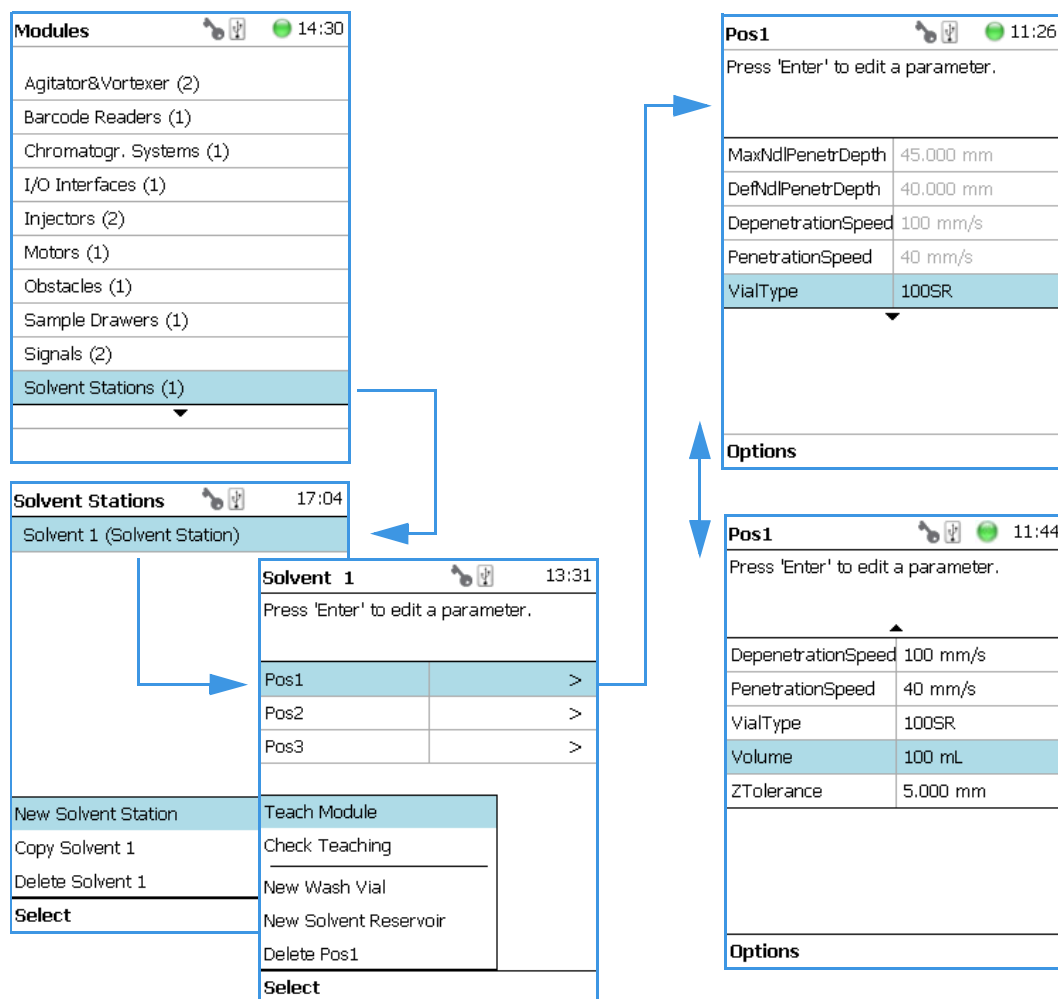 Modules 14:30
Agitator&Vortexer (2)
Barcode Readers (1)
Chromatogr. Systems (1)
I/O Interfaces (1)
Injectors (2)
Motors (1)
Obstacles (1)
Sample Drawers (1)
Signals (2)
Solvent Stations (1)
Solvent Stations 17:04
Solvent 1 (Solvent Station)
New Solvent Station
Copy Solvent 1
Delete Solvent 1
Select
Solvent 1 13:31
Press 'Enter' to edit a parameter.
Pos1 >
Pos2 >
Pos3 >
Teach Module
Check Teaching
New Wash Vial
New Solvent Reservoir
Delete Pos1
Select
Pos1 11:26
Press 'Enter' to edit a parameter.
MaxNdlPenetrDepth 45.000 mm
DefNdlPenetrDepth 40.000 mm
DepenetrationSpeed 100 mm/s
PenetrationSpeed 40 mm/s
VialType 100SR
Options
Pos1 11:44
Press 'Enter' to edit a parameter.
DepenetrationSpeed 100 mm/s
PenetrationSpeed 40 mm/s
VialType 100SR
Volume 100 mL
ZTolerance 5.000 mm
Options